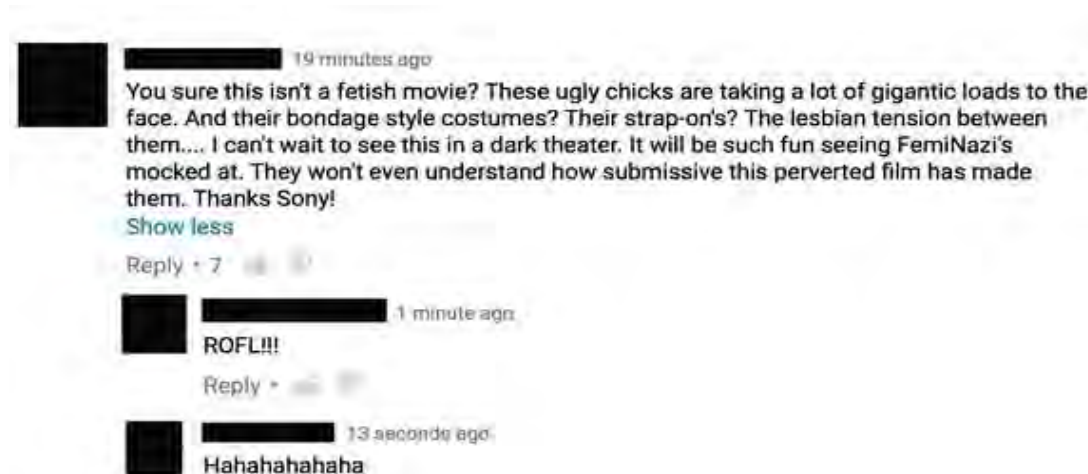 19 minutes ago
You sure this isn't a fetish movie? These ugly chicks are taking a lot of gigantic loads to the
face. And their bondage style costumes? Their strap-on's? The lesbian tension between
them.... I can't wait to see this in a dark theater. It will be such fun seeing FemiNazi's
mocked at. They won't even understand how submissive this perverted film has made
them. Thanks Sony!
Show less
Reply • 7
1 minute ago
ROFL!!!
Reply •
13 seconds ago
Hahahahahaha